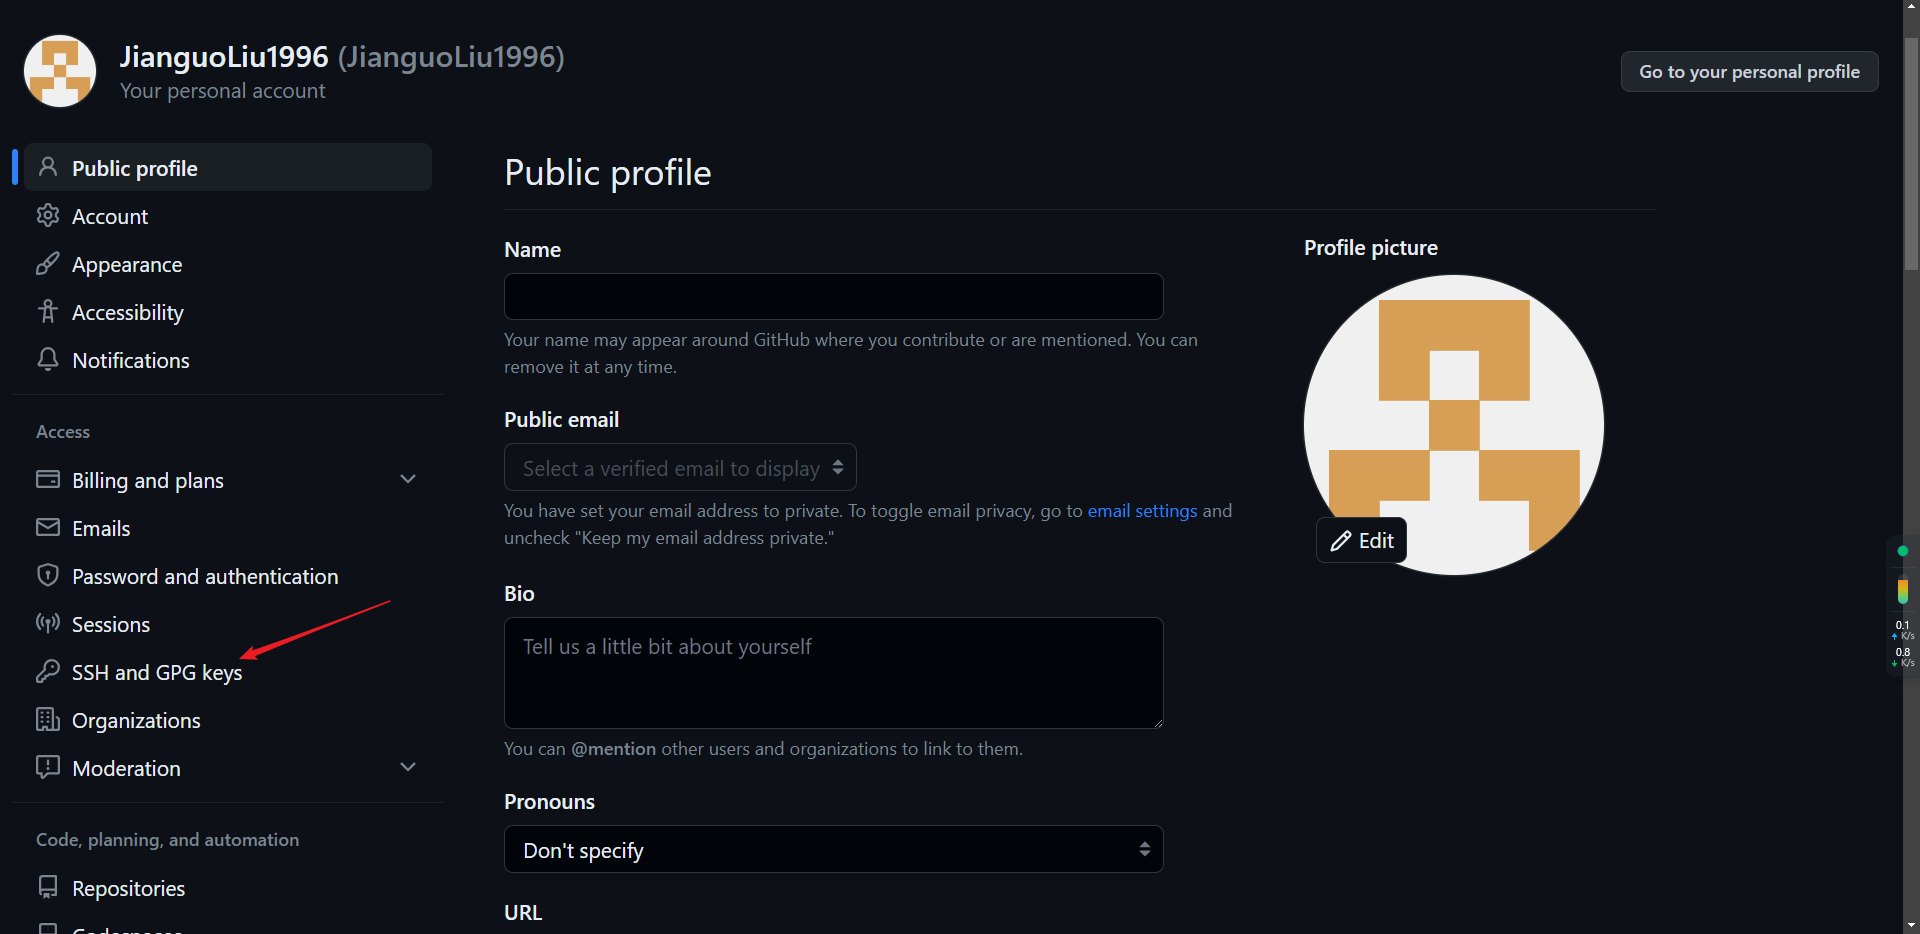 JianguoLiu1996 (JianguoLiu1996)
Your personal account
Go to your personal profile
Public profile
Account
Appearance
Accessibility
Notifications
Access
Billing and plans
Emails
Password and authentication
Sessions
SSH and GPG keys
Organizations
Moderation
Code, planning, and automation
Repositories
Public profile
Name
Your name may appear around GitHub where you contribute or are mentioned. You can
remove it at any time.
Public email
Select a verified email to display
You have set your email address to private. To toggle email privacy, go to email settings and
uncheck "Keep my email address private."
Bio
Tell us a little bit about yourself
You can @mention other users and organizations to link to them.
Pronouns
Don't specify
URL
Profile picture
Edit
0.1
K/s
0.8
K/s